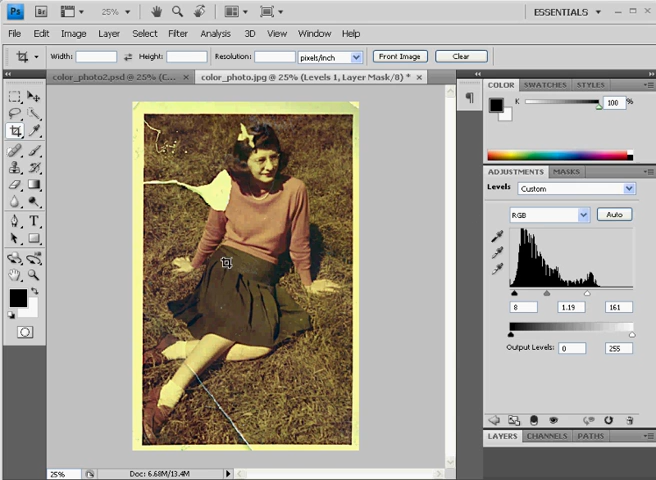 Ps Br 25% ESSENTIALS
File Edit Image Layer Select Filter Analysis 3D View Window Help
Width: Height: Resolution: pixels/inch Front Image Clear
color_photo2.psd @ 25% (C... × color_photo.jpg @ 25% (Levels 1, Layer Mask/8) * ×
COLOR SWATCHES STYLES
K 100 %
ADJUSTMENTS MASKS
Levels Custom
RGB Auto
8 1.19 161
Output Levels: 0 255
LAYERS CHANNELS PATHS
25% Doc: 6.68M/13.4M